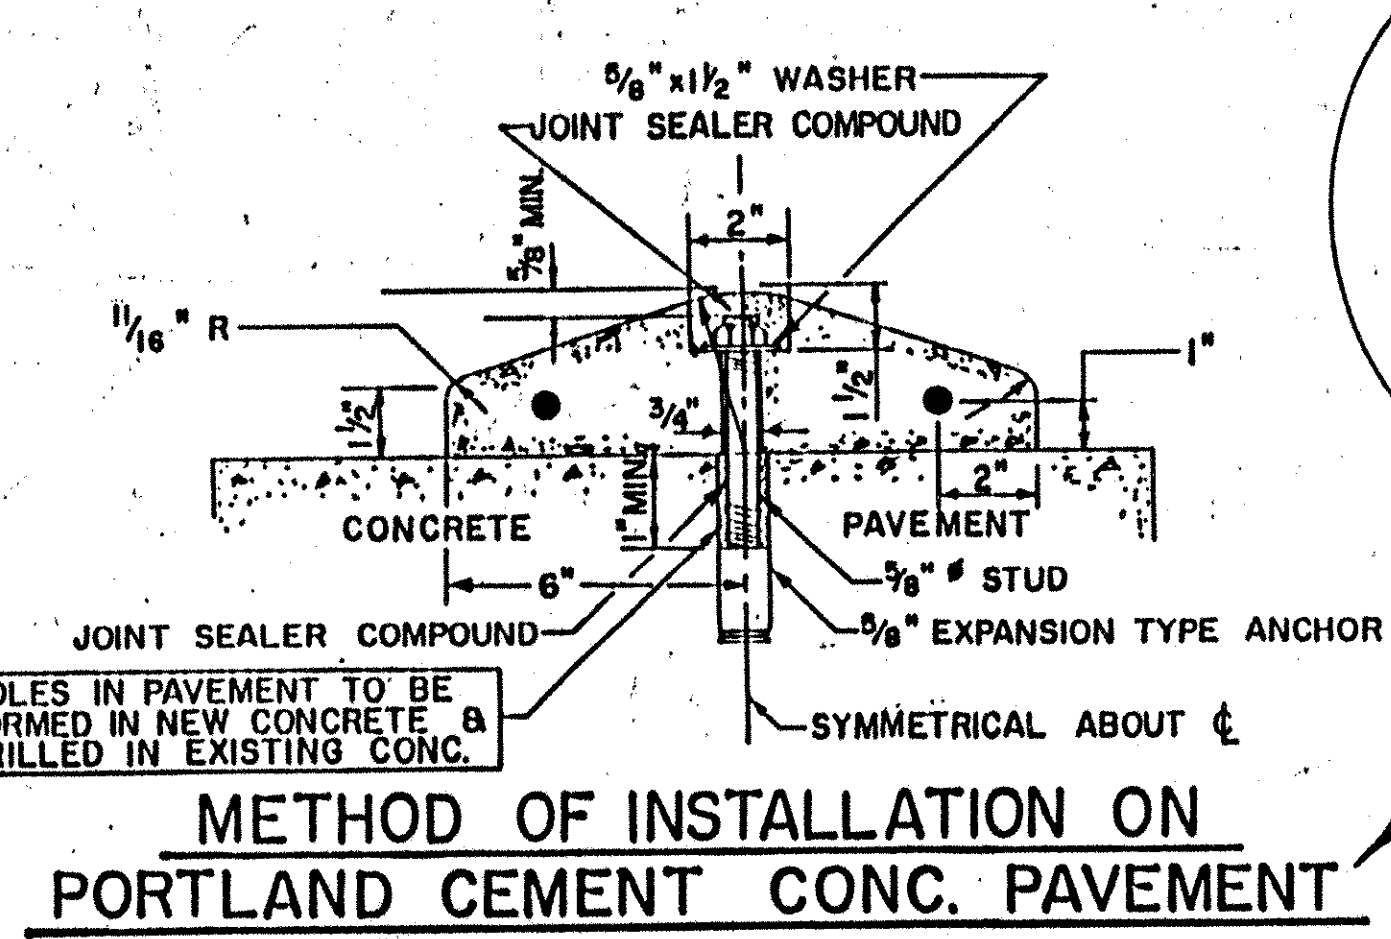 5/8" x 1 1/2" WASHER
JOINT SEALER COMPOUND
5/8" MIN.
2"
11/16" R
1"
1 1/2"
3/4"
1 1/2"
1" MIN.
2"
CONCRETE
PAVEMENT
6"
5/8" ø STUD
JOINT SEALER COMPOUND
5/8" EXPANSION TYPE ANCHOR
IN PAVEMENT TO BE
IN NEW CONCRETE &
IN EXISTING CONC.
SYMMETRICAL ABOUT ℄
METHOD OF INSTALLATION ON
PORTLAND CEMENT CONC. PAVEMENT